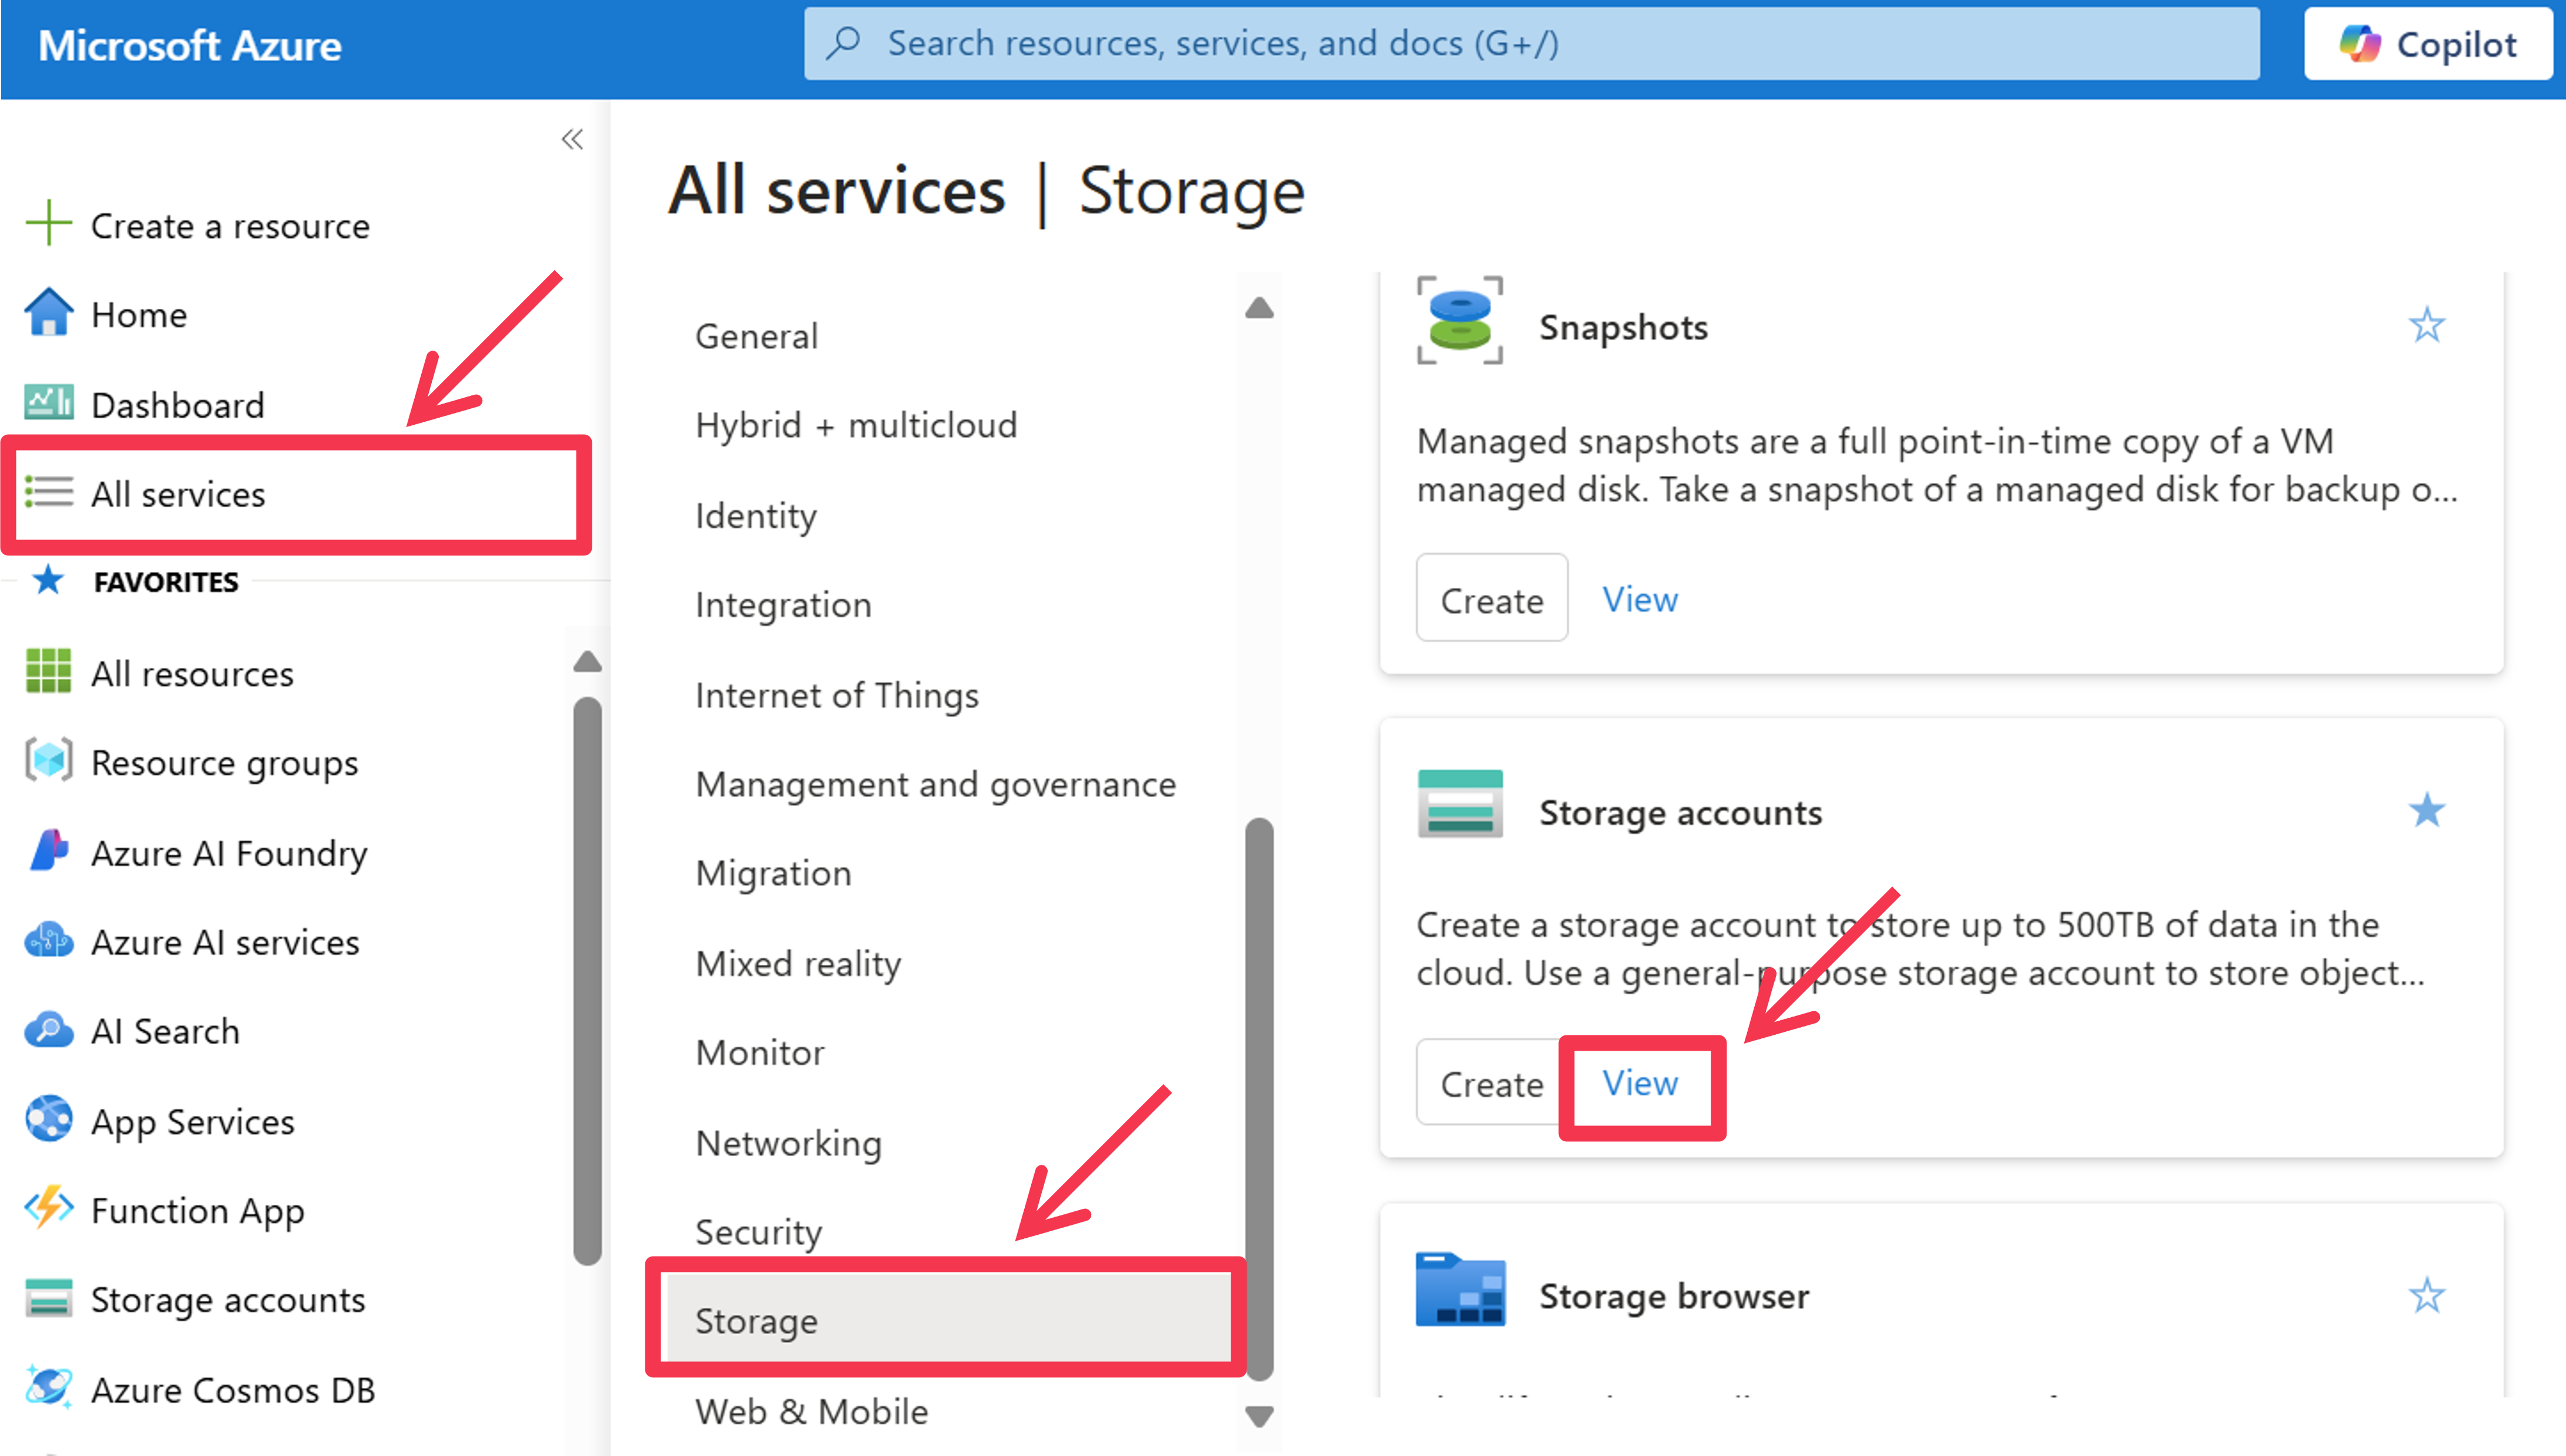 Microsoft Azure
Search resources, services, and docs (G+/)
Copilot
Create a resource
Home
Dashboard
All services
FAVORITES
All resources
Resource groups
Azure AI Foundry
Azure AI services
AI Search
App Services
Function App
Storage accounts
Azure Cosmos DB
All services | Storage
General
Hybrid + multicloud
Identity
Integration
Internet of Things
Management and governance
Migration
Mixed reality
Monitor
Networking
Security
Storage
Web & Mobile
Snapshots
Managed snapshots are a full point-in-time copy of a VM
managed disk. Take a snapshot of a managed disk for backup o...
Create View
Storage accounts
Create a storage account to store up to 500TB of data in the
cloud. Use a general-purpose storage account to store object...
Create View
Storage browser